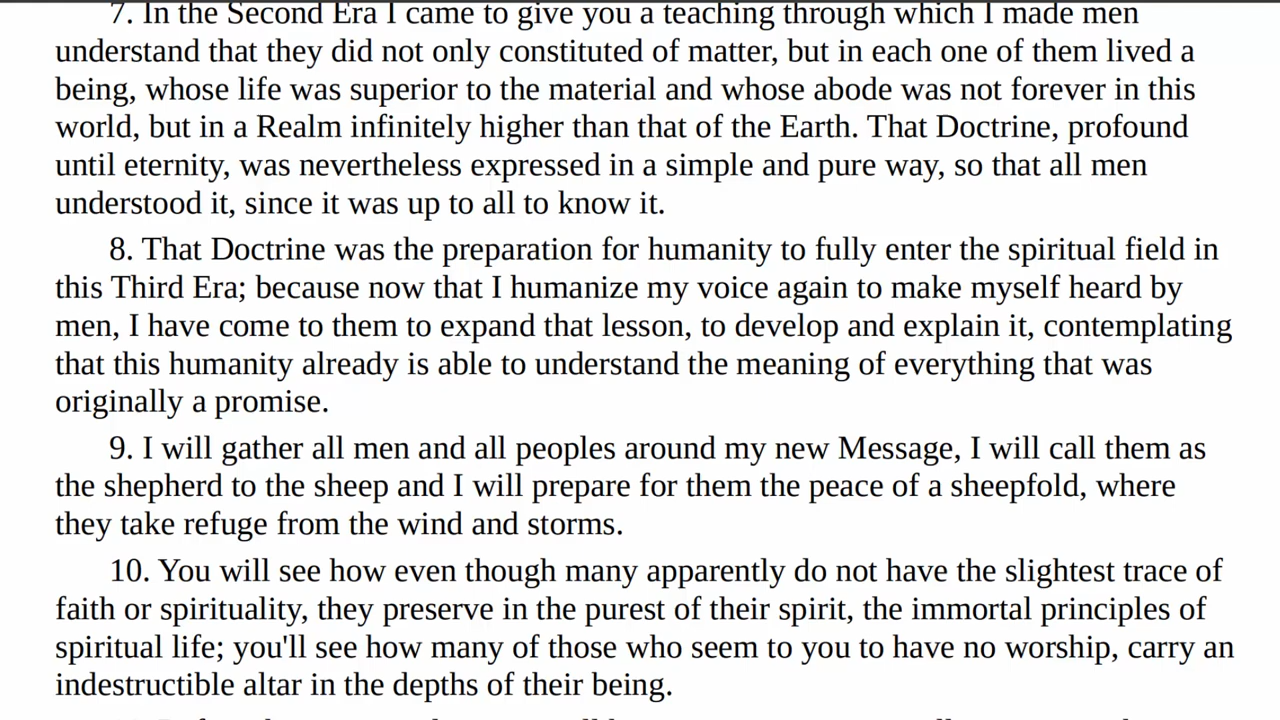 7. In the Second Era I came to give you a teaching through which I made men
understand that they did not only constituted of matter, but in each one of them lived a
being, whose life was superior to the material and whose abode was not forever in this
world, but in a Realm infinitely higher than that of the Earth. That Doctrine, profound
until eternity, was nevertheless expressed in a simple and pure way, so that all men
understood it, since it was up to all to know it.
8. That Doctrine was the preparation for humanity to fully enter the spiritual field in
this Third Era; because now that I humanize my voice again to make myself heard by
men, I have come to them to expand that lesson, to develop and explain it, contemplating
that this humanity already is able to understand the meaning of everything that was
originally a promise.
9. I will gather all men and all peoples around my new Message, I will call them as
the shepherd to the sheep and I will prepare for them the peace of a sheepfold, where
they take refuge from the wind and storms.
10. You will see how even though many apparently do not have the slightest trace of
faith or spirituality, they preserve in the purest of their spirit, the immortal principles of
spiritual life; you'll see how many of those who seem to you to have no worship, carry an
indestructible altar in the depths of their being.